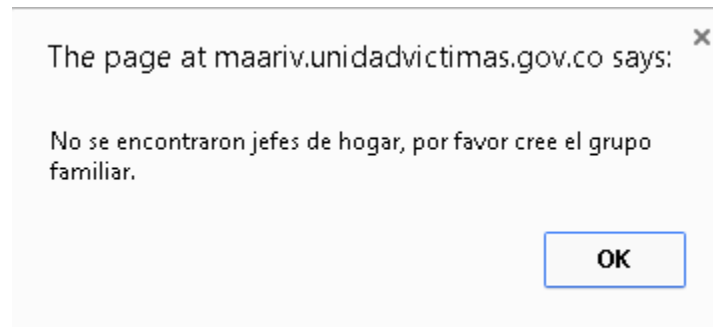 The page at maariv.unidadvictimas.gov.co says:
No se encontraron jefes de hogar, por favor cree el grupo
familiar.
OK